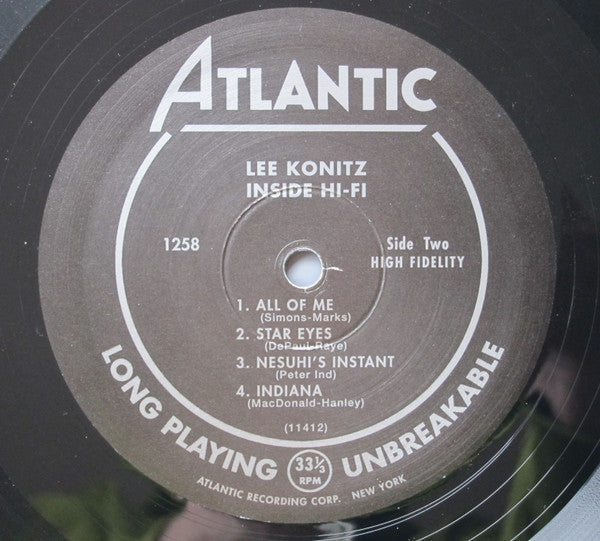 ATLANTIC
LEE KONITZ
INSIDE HI-FI
1258
Side Two
HIGH FIDELITY
1. ALL OF ME
(Simons-Marks)
2. STAR EYES
(DePaul-Raye)
3. NESUHI'S INSTANT
(Peter Ind)
4. INDIANA
(MacDonald-Hanley)
(11412)
LONG PLAYING 33⅓ RPM UNBREAKABLE
ATLANTIC RECORDING CORP. NEW YORK